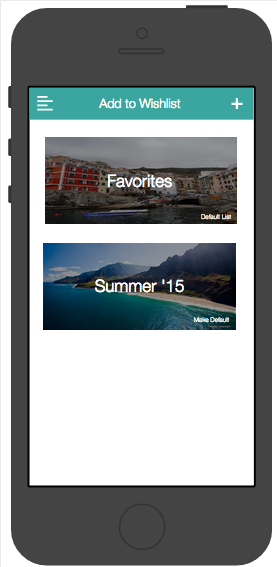 Add to Wishlist
Favorites
Default List
Summer '15
Make Default